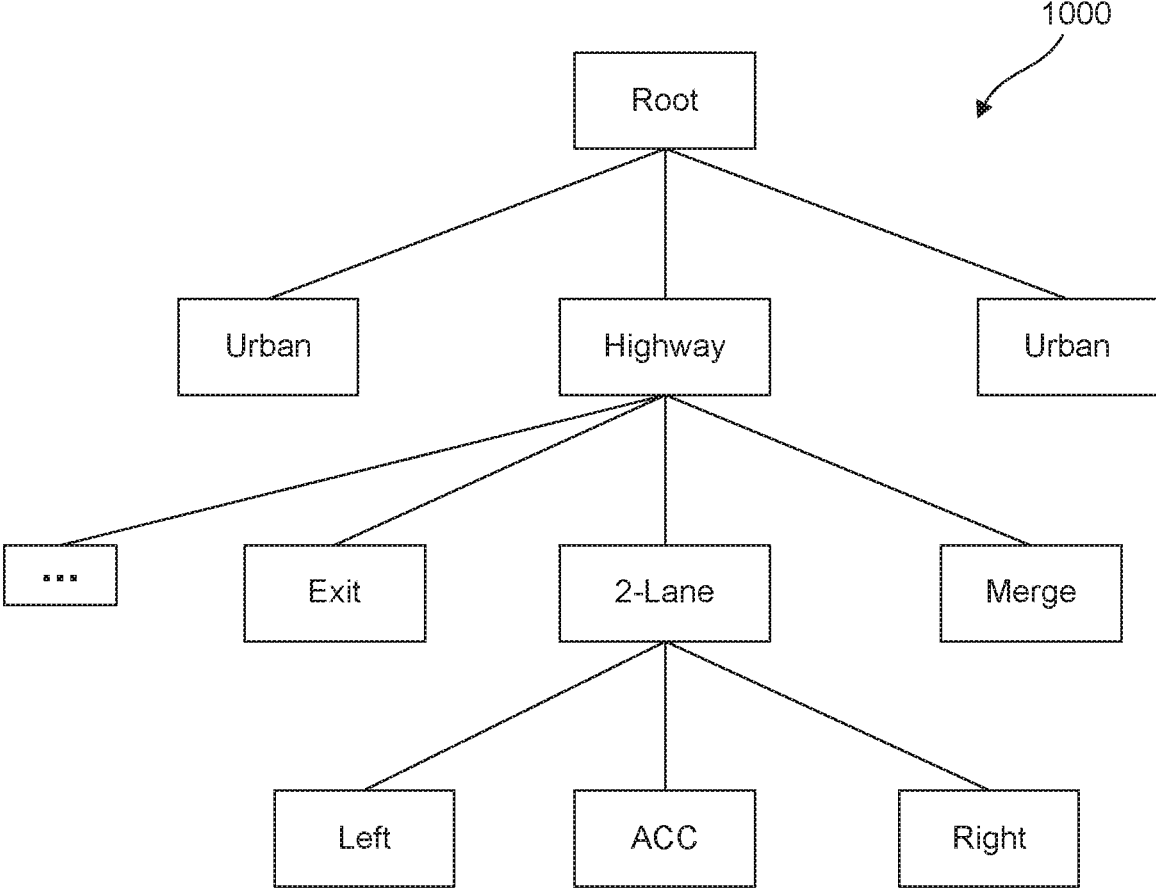 1000
Root
Urban
Highway
Urban
...
Exit
2-Lane
Merge
Left
ACC
Right